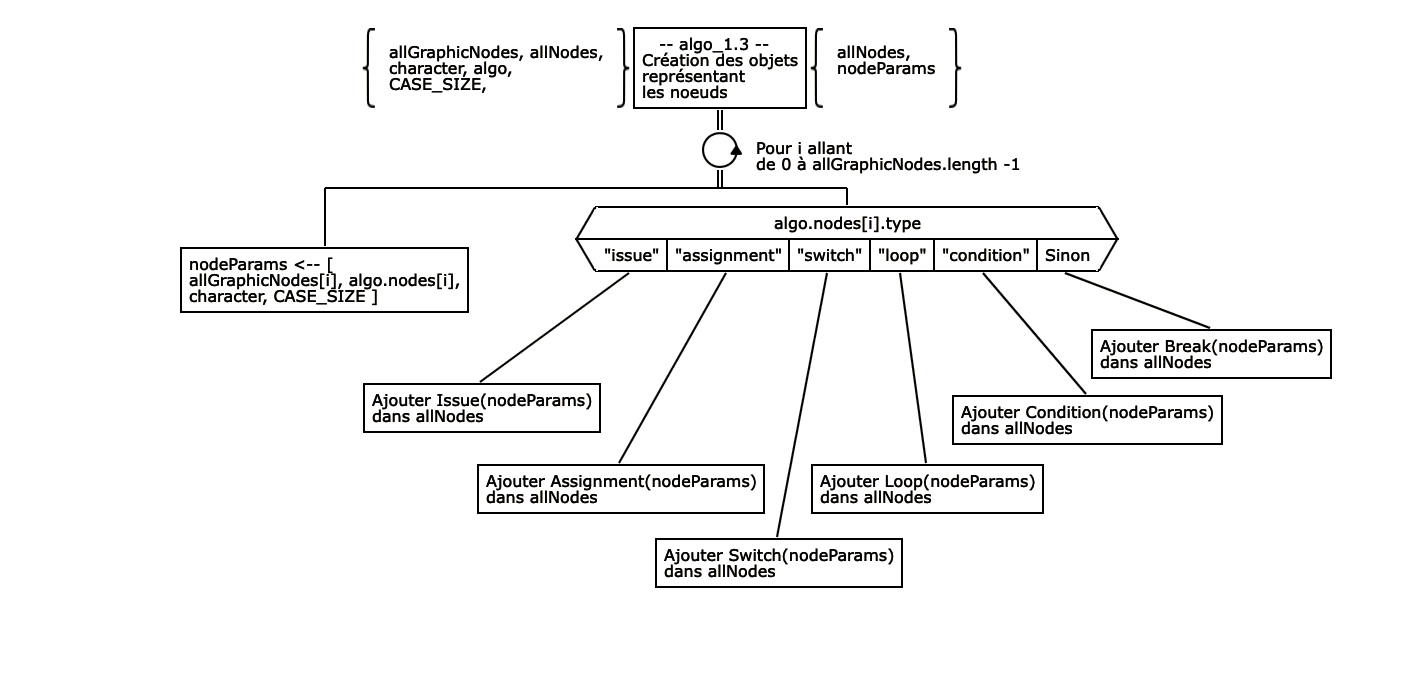 allGraphicNodes, allNodes,
character, algo,
CASE_SIZE,
-- algo_1.3 --
Création des objets
représentant
les noeuds
allNodes,
nodeParams
Pour i allant
de 0 à allGraphicNodes.length -1
nodeParams <-- [
allGraphicNodes[i], algo.nodes[i],
character, CASE_SIZE ]
algo.nodes[i].type
"issue" "assignment" "switch" "loop" "condition" Sinon
Ajouter Break(nodeParams)
dans allNodes
Ajouter Issue(nodeParams)
dans allNodes
Ajouter Condition(nodeParams)
dans allNodes
Ajouter Assignment(nodeParams)
dans allNodes
Ajouter Loop(nodeParams)
dans allNodes
Ajouter Switch(nodeParams)
dans allNodes